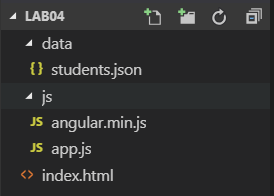 LAB04
data
{ } students.json
js
JS angular.min.js
JS app.js
<> index.html